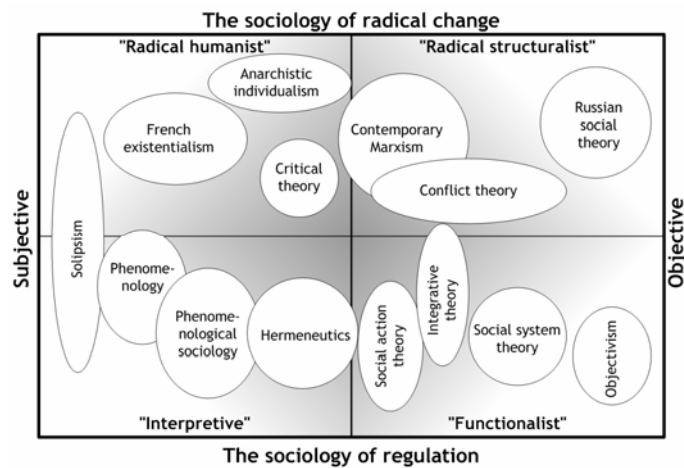 The sociology of radical change
"Radical humanist"
"Radical structuralist"
Anarchistic
individualism
French
existentialism
Critical
theory
Contemporary
Marxism
Russian
social
theory
Conflict theory
Subjective
Objective
Solipsism
Phenome-
nology
Phenome-
nological
sociology
Hermeneutics
Social action
theory
Integrative
theory
Social system
theory
Objectivism
"Interpretive"
"Functionalist"
The sociology of regulation